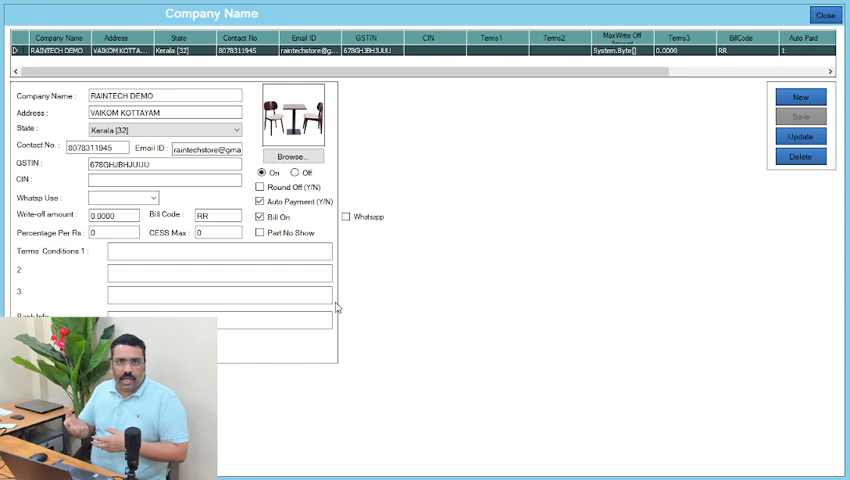 Company Name
Close
Company Name Address State Contact No. Email ID GSTIN CIN Terms1 Terms2 MaxWrite Off Terms3 BillCode Auto Paid
1 RAINTECH DEMO VAIKOM KOTTA... Kerala [32] 8078311945 raintechstore@g... 678GHJBHJUUU System.Byte[] 0.0000 RR 1
Company Name : RAINTECH DEMO
Address : VAIKOM KOTTAYAM
State : Kerala [32]
Contact No. : 8078311945 Email ID : raintechstore@gma
GSTIN : 678GHJBHJUUU
CIN :
Whatsp Use :
Write-off amount : 0.0000 Bill Code : RR
Percentage Per Rs : 0 CESS Max : 0
Terms Conditions 1 :
2
3
Bank Info
Browse...
On Off
Round Off (Y/N)
Auto Payment (Y/N)
Bill On
Whatsapp
Part No Show
New
Save
Update
Delete